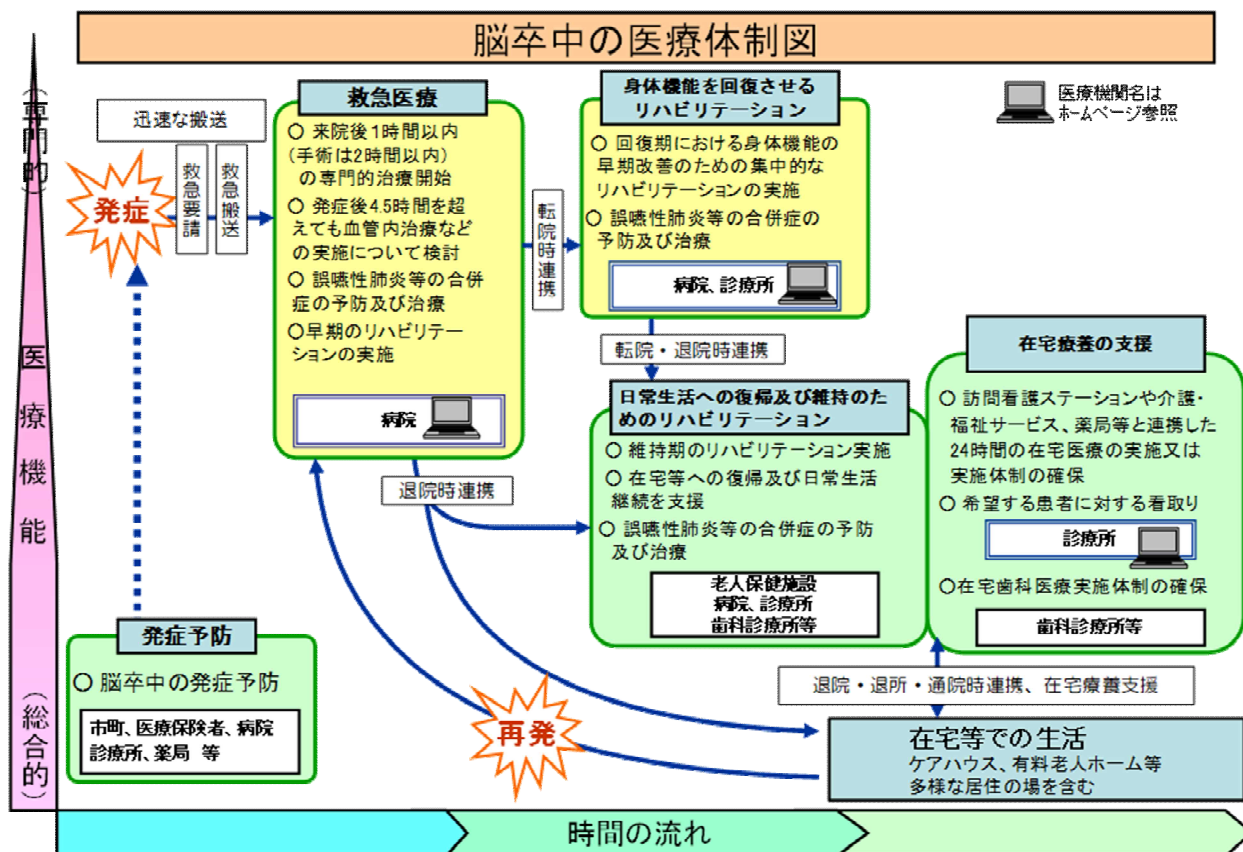 脳卒中の医療体制図
(専門的)
医療機能
(総合的)
医療機関名は
ホームページ参照
迅速な搬送
発症
救急要請
救急搬送
救急医療
○ 来院後1時間以内
(手術は2時間以内)
の専門的治療開始
○ 発症後4.5時間を超
えても血管内治療など
の実施について検討
○ 誤嚥性肺炎等の合併
症の予防及び治療
○早期のリハビリテー
ションの実施
病院
転院時連携
身体機能を回復させる
リハビリテーション
○ 回復期における身体機能の
早期改善のための集中的な
リハビリテーションの実施
○ 誤嚥性肺炎等の合併症の
予防及び治療
病院、診療所
転院・退院時連携
退院時連携
日常生活への復帰及び維持のた
めのリハビリテーション
○ 維持期のリハビリテーション実施
○ 在宅等への復帰及び日常生活
継続を支援
○ 誤嚥性肺炎等の合併症の予防
及び治療
老人保健施設
病院、診療所
歯科診療所等
在宅療養の支援
○ 訪問看護ステーションや介護・
福祉サービス、薬局等と連携した
24時間の在宅医療の実施又は
実施体制の確保
○ 希望する患者に対する看取り
診療所
○在宅歯科医療実施体制の確保
歯科診療所等
発症予防
○ 脳卒中の発症予防
市町、医療保険者、病院
診療所、薬局 等
再発
退院・退所・通院時連携、在宅療養支援
在宅等での生活
ケアハウス、有料老人ホーム等
多様な居住の場を含む
時間の流れ